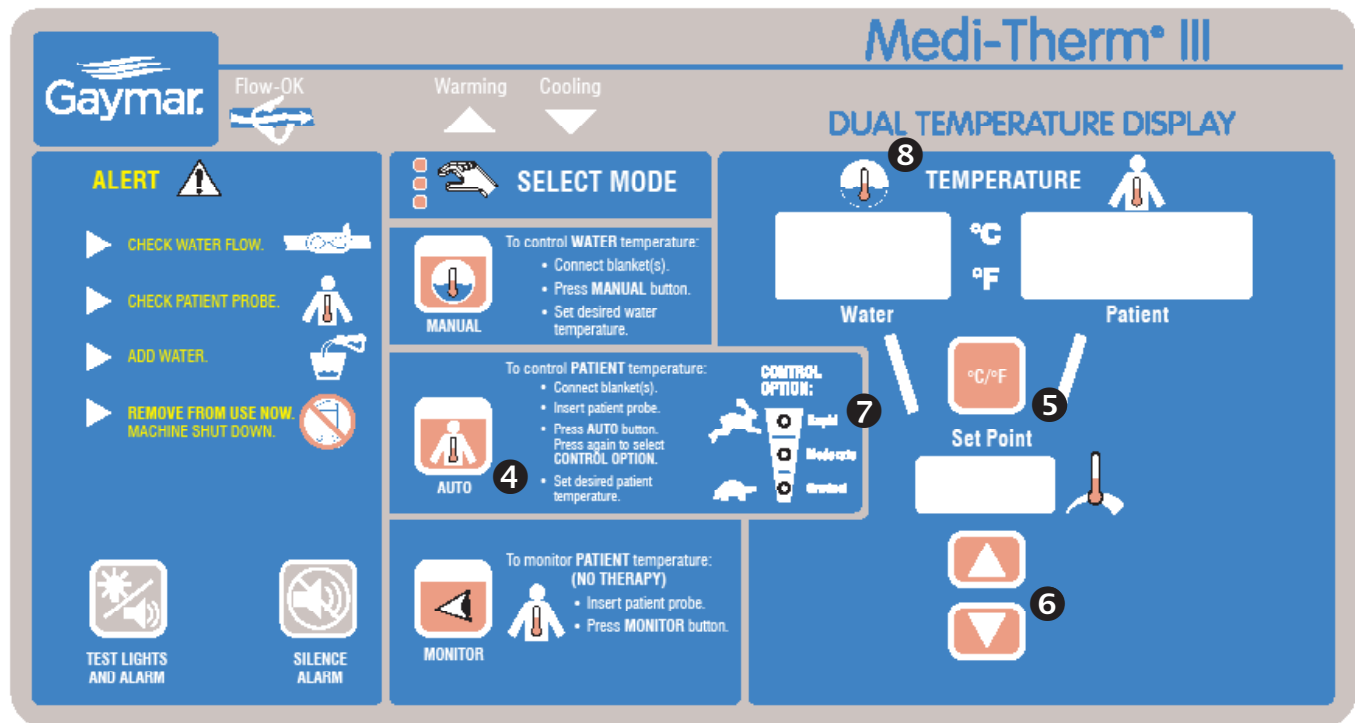 Medi-Therm® III
Gaymar.
Flow-OK
Warming
Cooling
DUAL TEMPERATURE DISPLAY
ALERT
CHECK WATER FLOW.
CHECK PATIENT PROBE.
ADD WATER.
REMOVE FROM USE NOW.
MACHINE SHUT DOWN.
TEST LIGHTS
AND ALARM
SILENCE
ALARM
SELECT MODE
MANUAL
To control WATER temperature:
• Connect blanket(s).
• Press MANUAL button.
• Set desired water
temperature.
AUTO
4
To control PATIENT temperature:
• Connect blanket(s).
• Insert patient probe.
• Press AUTO button.
Press again to select
CONTROL OPTION.
• Set desired patient
temperature.
CONTROL
OPTION:
7
Rapid
Moderate
Gradual
MONITOR
To monitor PATIENT temperature:
(NO THERAPY)
• Insert patient probe.
• Press MONITOR button.
8
TEMPERATURE
°C
°F
Water
Patient
°C/°F
5
Set Point
6